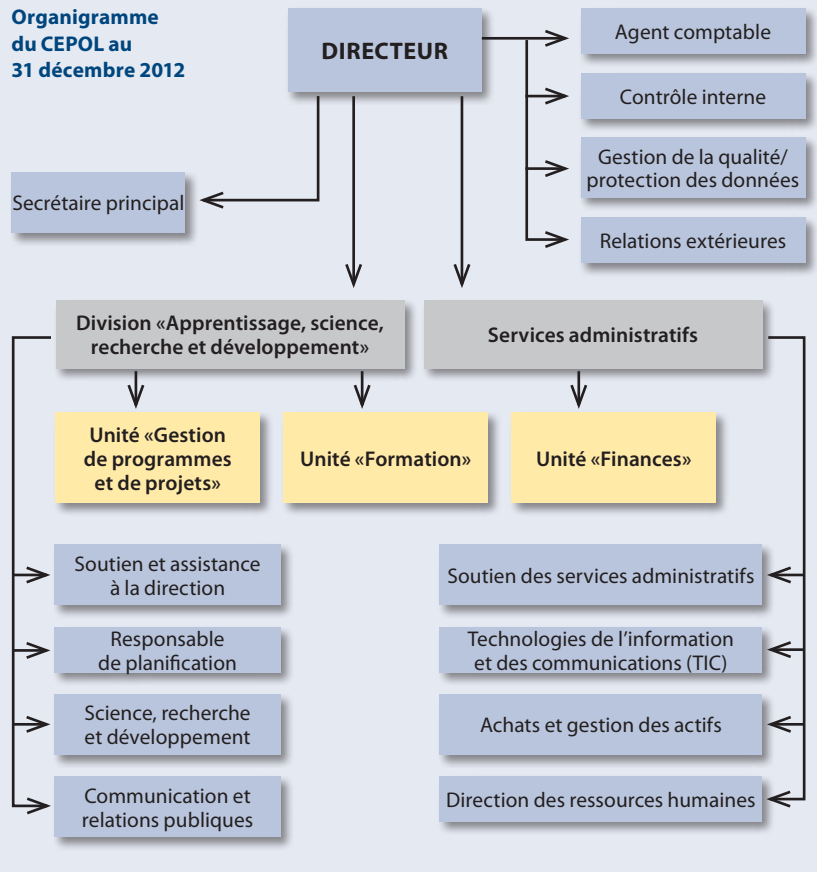 Organigramme
du CEPOL au
31 décembre 2012
DIRECTEUR
Agent comptable
Contrôle interne
Gestion de la qualité/
protection des données
Relations extérieures
Secrétaire principal
Division «Apprentissage, science,
recherche et développement»
Services administratifs
Unité «Gestion
de programmes
et de projets»
Unité «Formation»
Unité «Finances»
Soutien et assistance
à la direction
Responsable
de planification
Science, recherche
et développement
Communication et
relations publiques
Soutien des services administratifs
Technologies de l’information
et des communications (TIC)
Achats et gestion des actifs
Direction des ressources humaines